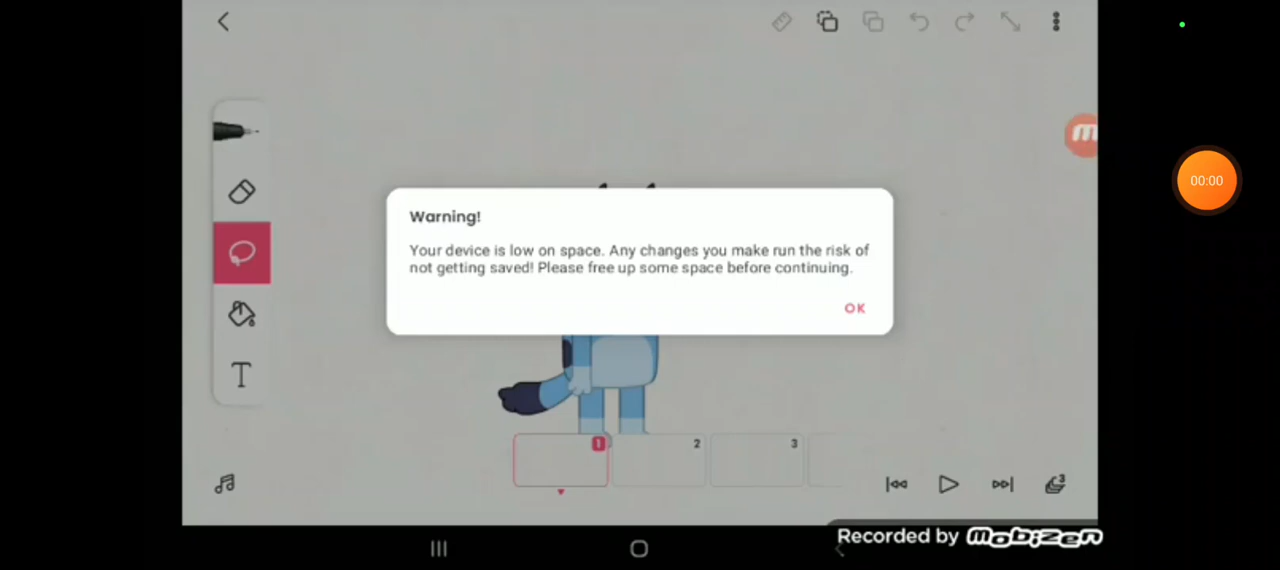 00:00
Warning!
Your device is low on space. Any changes you make run the risk of
not getting saved! Please free up some space before continuing.
OK
T
1 2 3
3
Recorded by mobizen